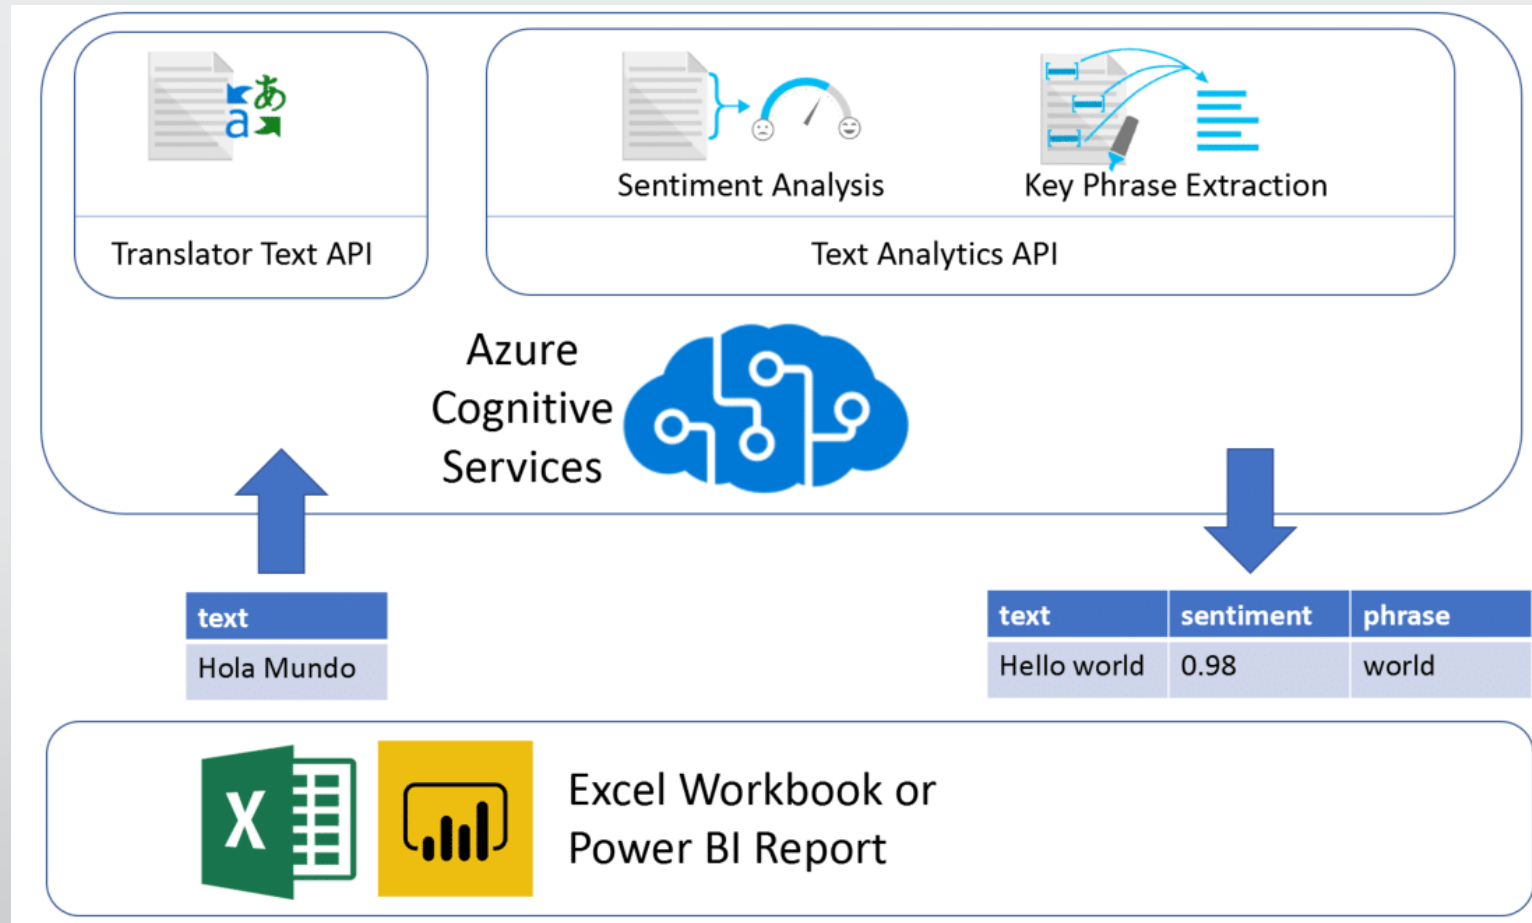 a あ
Sentiment Analysis
Key Phrase Extraction
Translator Text API
Text Analytics API
Azure
Cognitive
Services
text
Hola Mundo
text sentiment phrase
Hello world 0.98 world
X
Excel Workbook or
Power BI Report